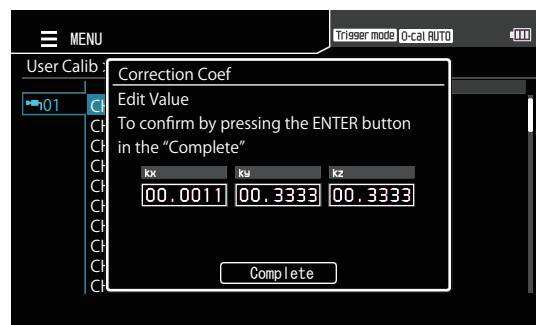 MENU
Trigger mode 0-cal AUTO
User Calib >
Correction Coef
Edit Value
01
To confirm by pressing the ENTER button
in the “Complete”
kx ky kz
00.0011 00.3333 00.3333
Complete